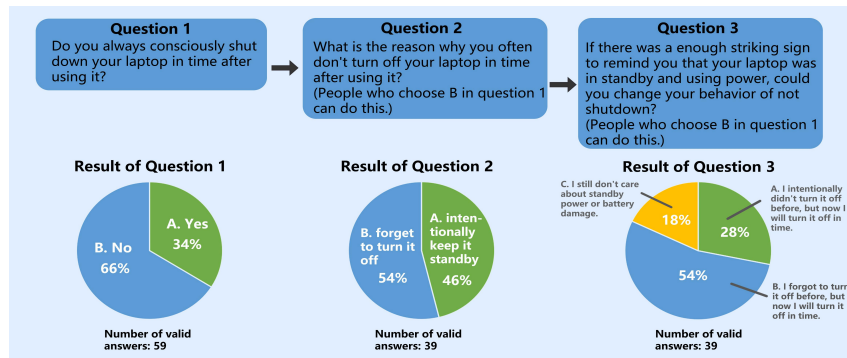 Question 1
Do you always consciously shut
down your laptop in time after
using it?
Question 2
What is the reason why you often
don't turn off your laptop in time
after using it?
(People who choose B in question 1
can do this.)
Question 3
If there was a enough striking sign
to remind you that your laptop was
in standby and using power, could
you change your behavior of not
shutdown?
(People who choose B in question 1
can do this.)
Result of Question 1
A. Yes
34%
B. No
66%
Number of valid
answers: 59
Result of Question 2
B. forget
to turn it
off
54%
A. inten-
tionally
keep it
standby
46%
Number of valid
answers: 39
Result of Question 3
C. I still don't care
about standby
power or battery
damage.
18%
A. I intentionally
didn't turn it off
before, but now I
will turn it off in
time.
28%
54%
B. I forgot to turn
it off before, but
now I will turn it
off in time.
Number of valid
answers: 39